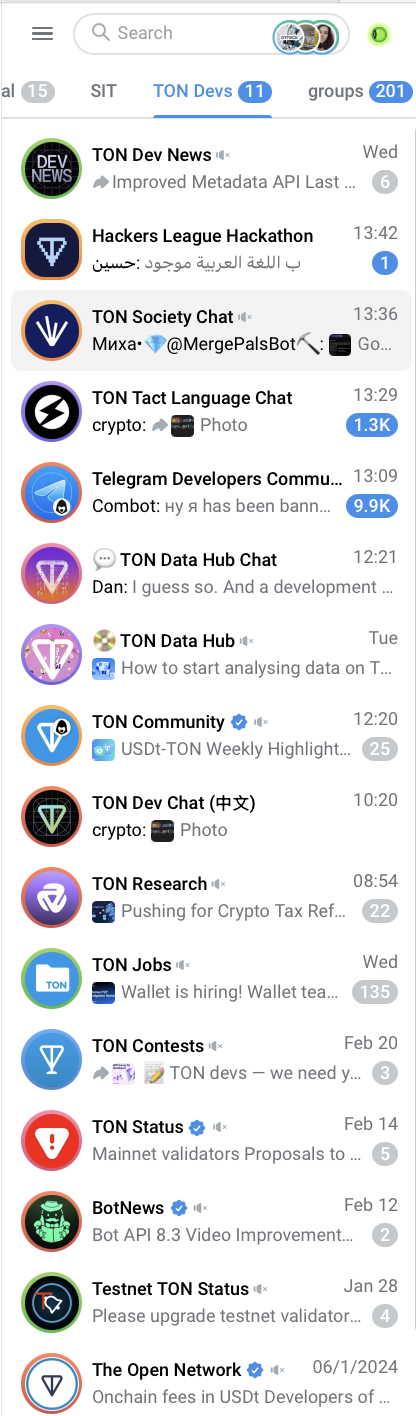 Search
al 15 SIT TON Devs 11 groups 201
DEV NEWS
TON Dev News Wed
Improved Metadata API Last ... 6
Hackers League Hackathon 13:42
حسين: ب اللغة العربية موجود 1
TON Society Chat 13:36
Миха•💎@MergePalsBot⛏: Go...
TON Tact Language Chat 13:29
crypto: Photo 1.3K
Telegram Developers Commu... 13:09
Combot: ну я has been bann... 9.9K
💬 TON Data Hub Chat 12:21
Dan: I guess so. And a development ...
📀 TON Data Hub Tue
How to start analysing data on T...
TON Community 12:20
USDt-TON Weekly Highlight... 25
TON Dev Chat (中文) 10:20
crypto: Photo
TON Research 08:54
Pushing for Crypto Tax Ref... 22
TON
TON Jobs Wed
Wallet is hiring! Wallet tea... 135
TON Contests Feb 20
📝 TON devs — we need y... 3
TON Status Feb 14
Mainnet validators Proposals to ... 5
BotNews Feb 12
Bot API 8.3 Video Improvement... 2
Testnet TON Status Jan 28
Please upgrade testnet validator... 4
The Open Network 06/1/2024
Onchain fees in USDt Developers of ...